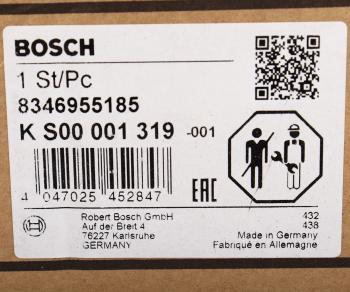 BOSCH
1 St/Pc
8346955185
K S00 001 319 -001
4 047025 452847
EAC
Robert Bosch GmbH
Auf der Breit 4
76227 Karlsruhe
GERMANY
432
438
Made in Germany
Fabriqué en Allemagne